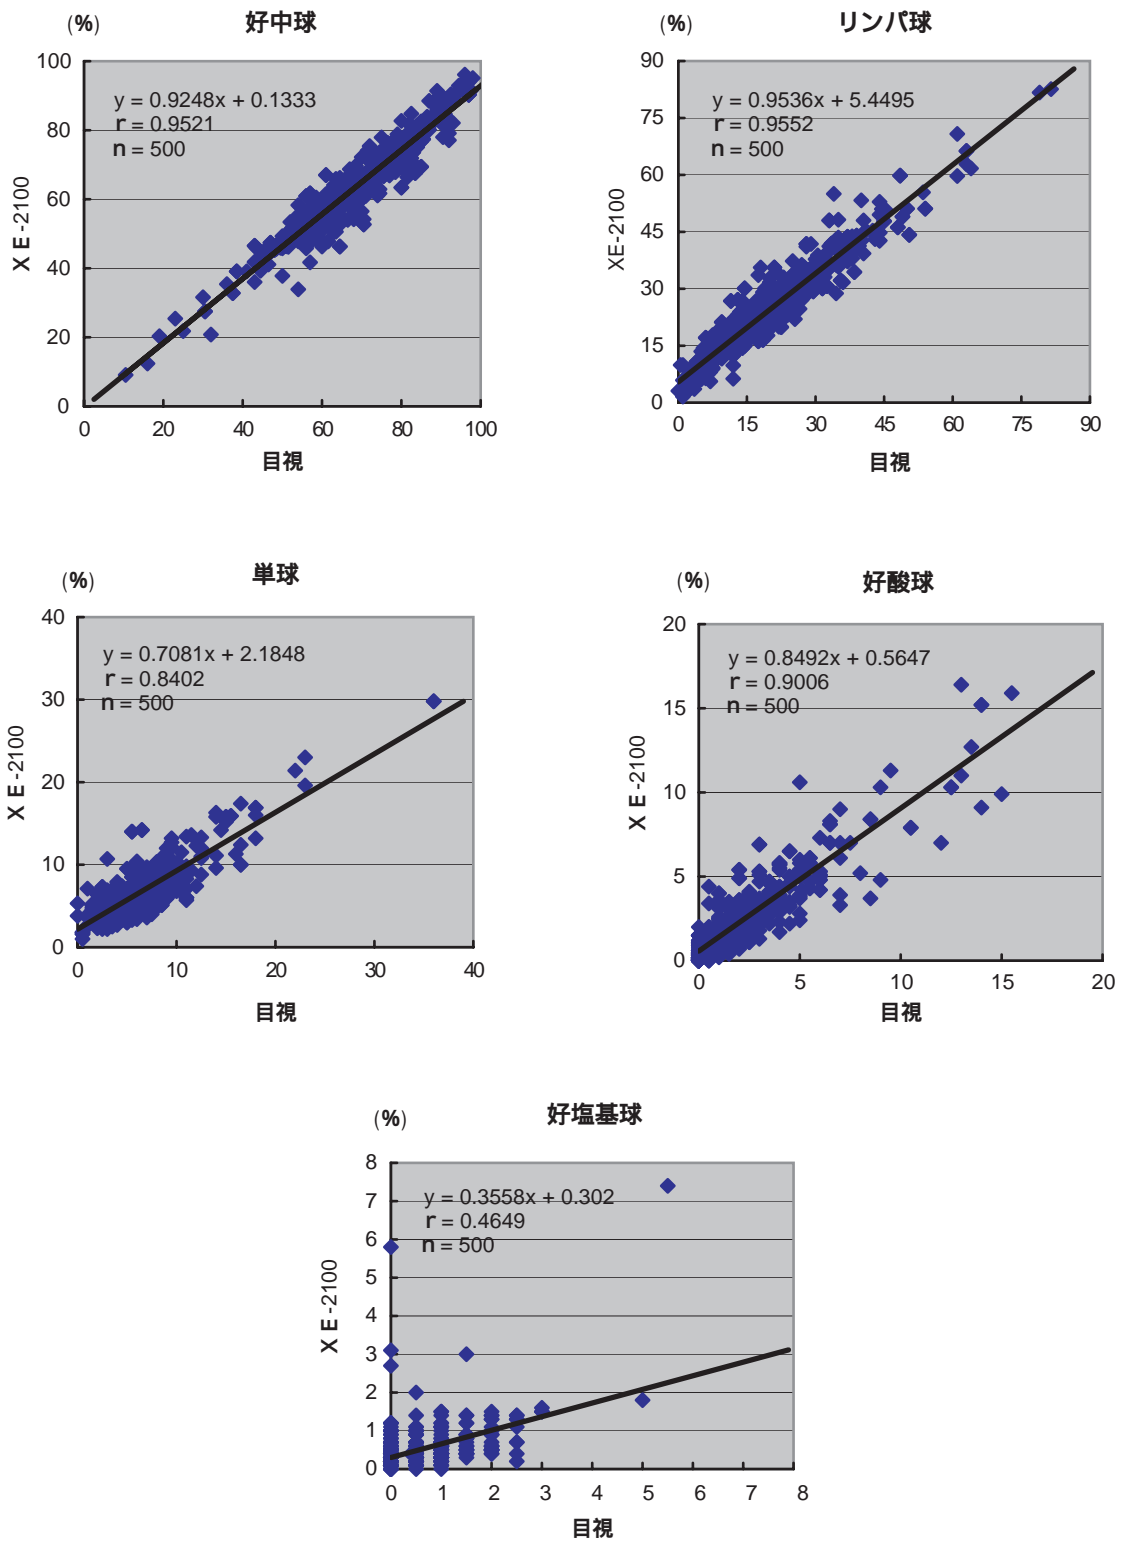 (%) 好中球
y = 0.9248x + 0.1333
r = 0.9521
n = 500
XE-2100
100
80
60
40
20
0
0 20 40 60 80 100
目視
(%) リンパ球
y = 0.9536x + 5.4495
r = 0.9552
n = 500
XE-2100
90
75
60
45
30
15
0
0 15 30 45 60 75 90
目視
(%) 単球
y = 0.7081x + 2.1848
r = 0.8402
n = 500
XE-2100
40
30
20
10
0
0 10 20 30 40
目視
(%) 好酸球
y = 0.8492x + 0.5647
r = 0.9006
n = 500
XE-2100
20
15
10
5
0
0 5 10 15 20
目視
(%) 好塩基球
y = 0.3558x + 0.302
r = 0.4649
n = 500
XE-2100
8
7
6
5
4
3
2
1
0
0 1 2 3 4 5 6 7 8
目視